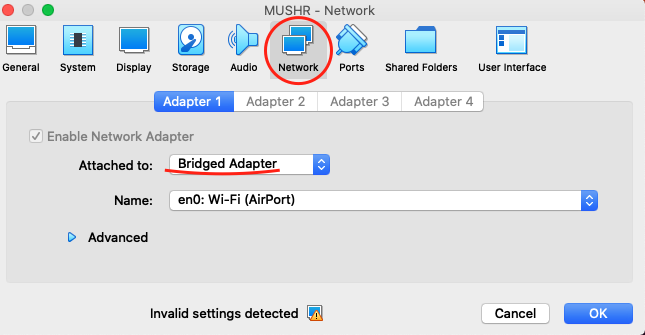 MUSHR - Network
General System Display Storage Audio Network Ports Shared Folders User Interface
Adapter 1 Adapter 2 Adapter 3 Adapter 4
Enable Network Adapter
Attached to: Bridged Adapter
Name: en0: Wi-Fi (AirPort)
Advanced
Invalid settings detected Cancel OK